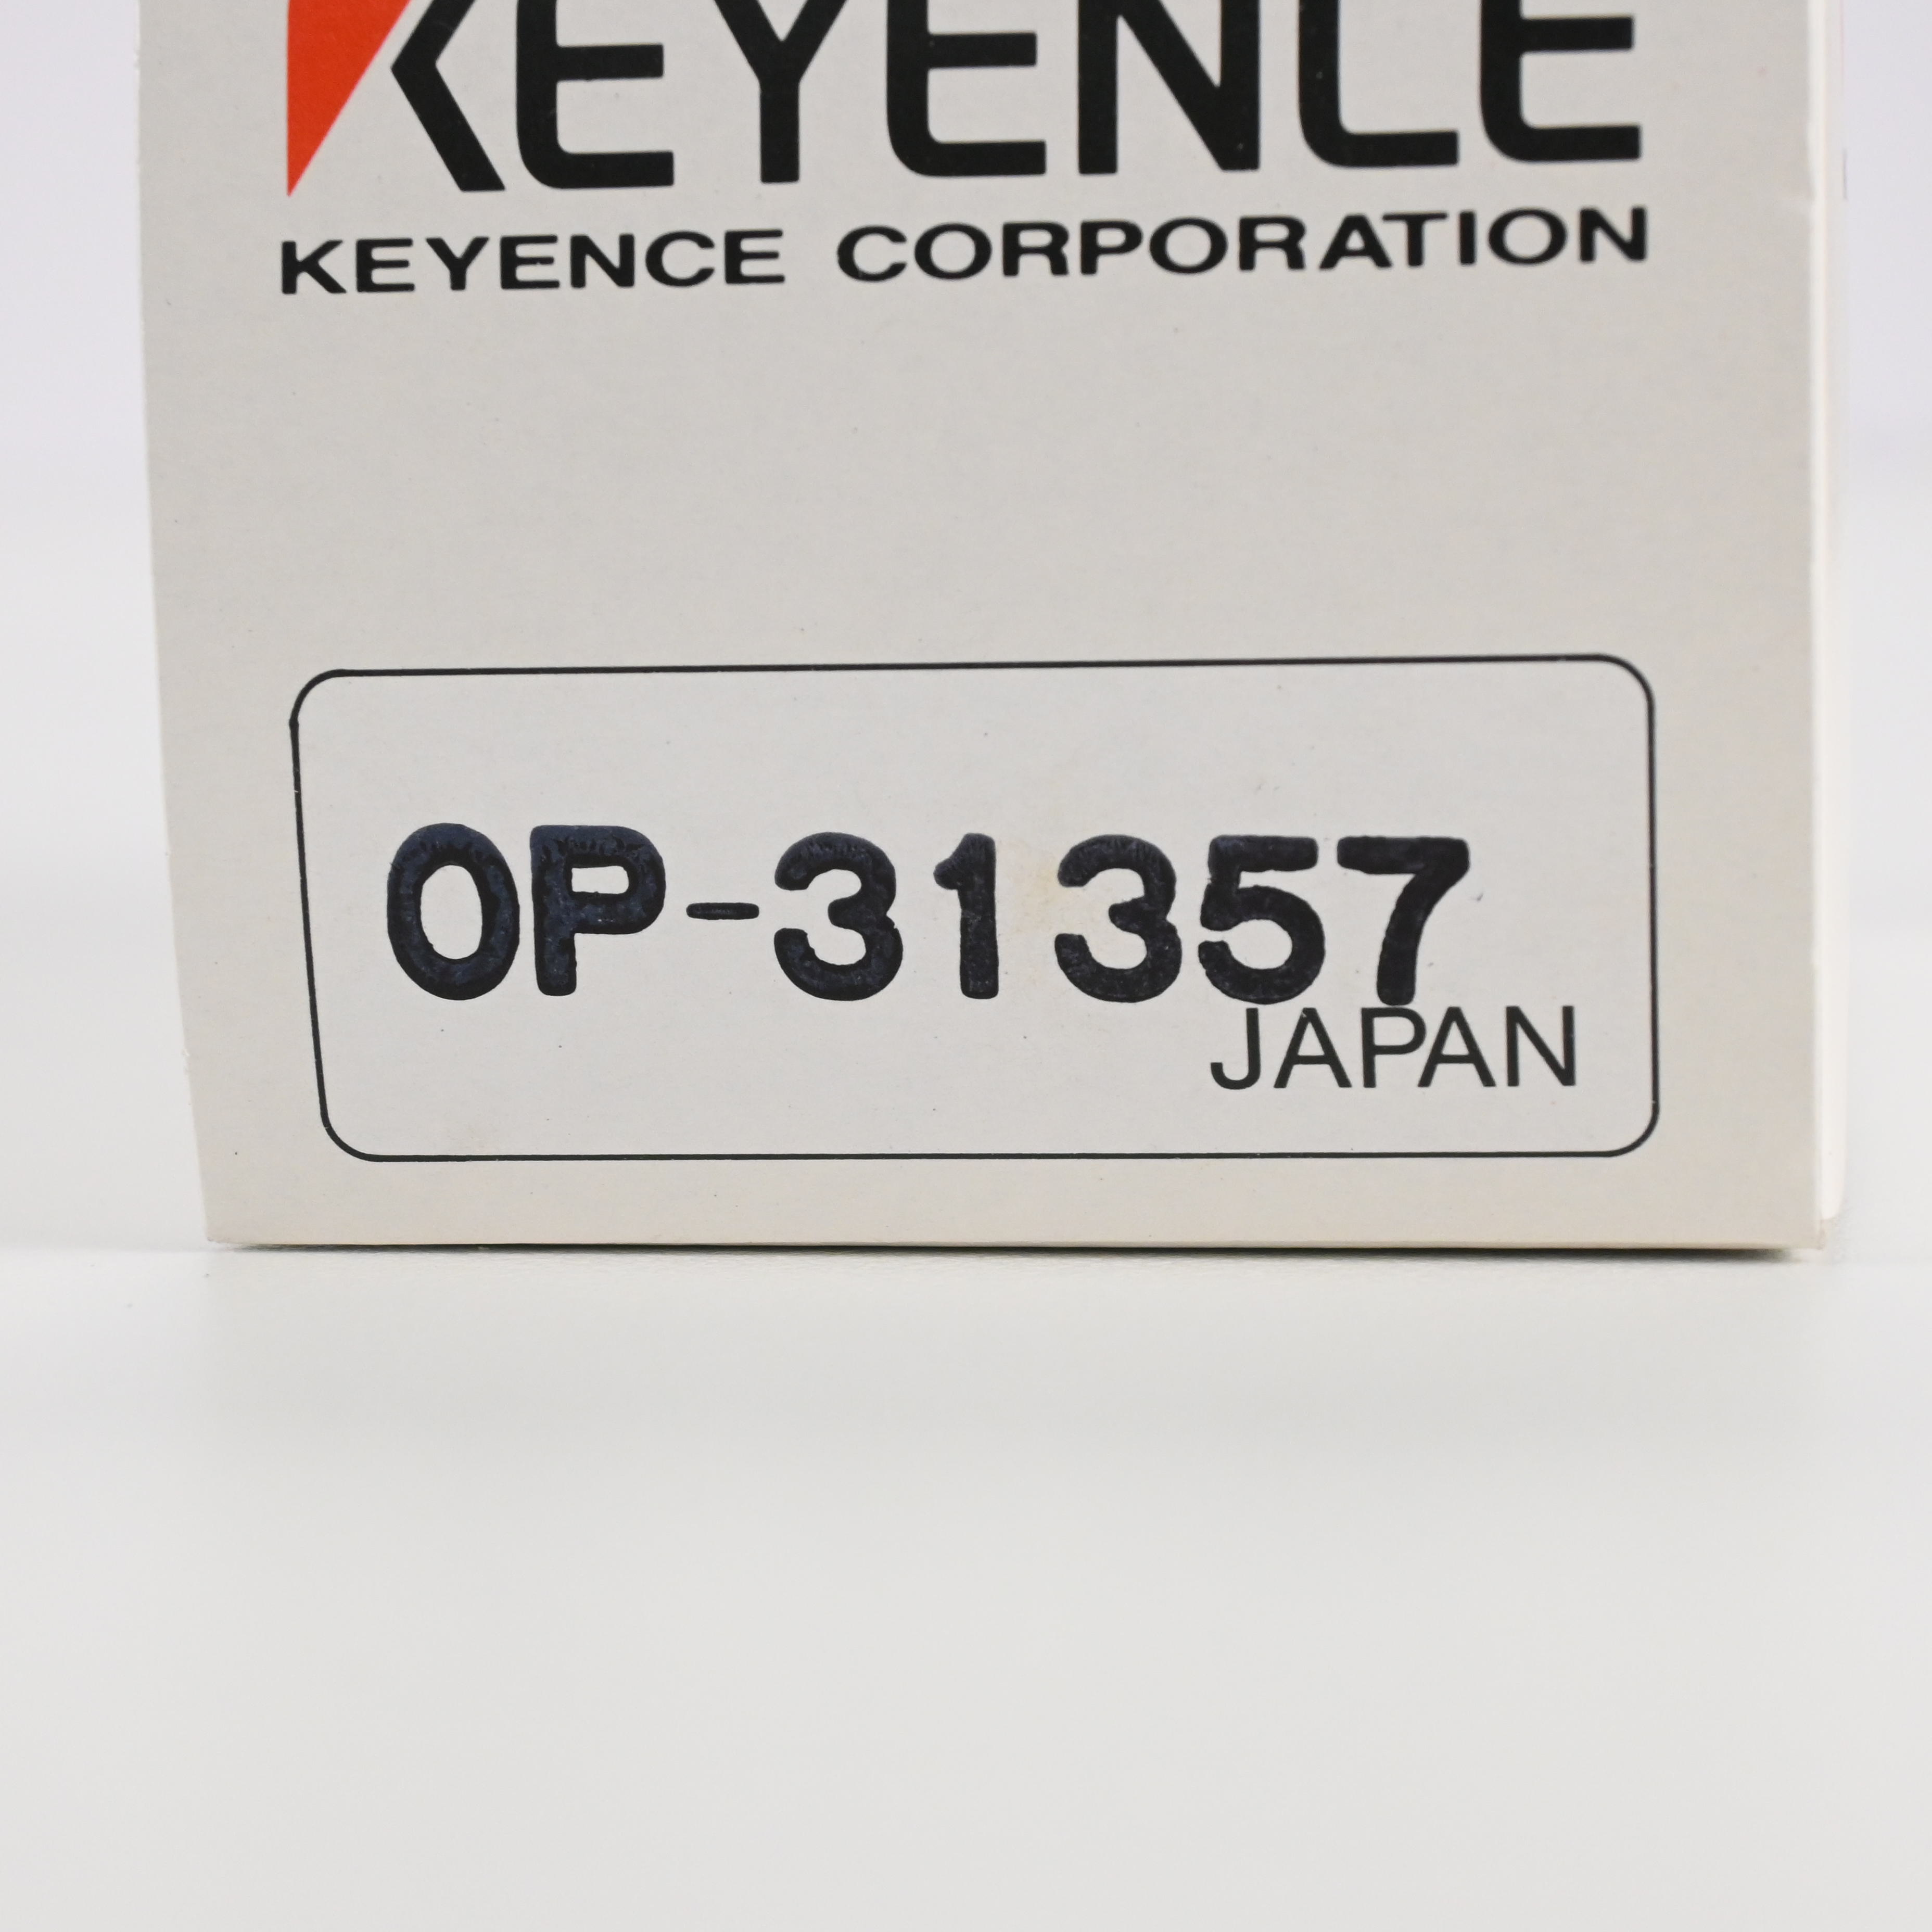 KEYENCE
KEYENCE CORPORATION
OP-31357
JAPAN